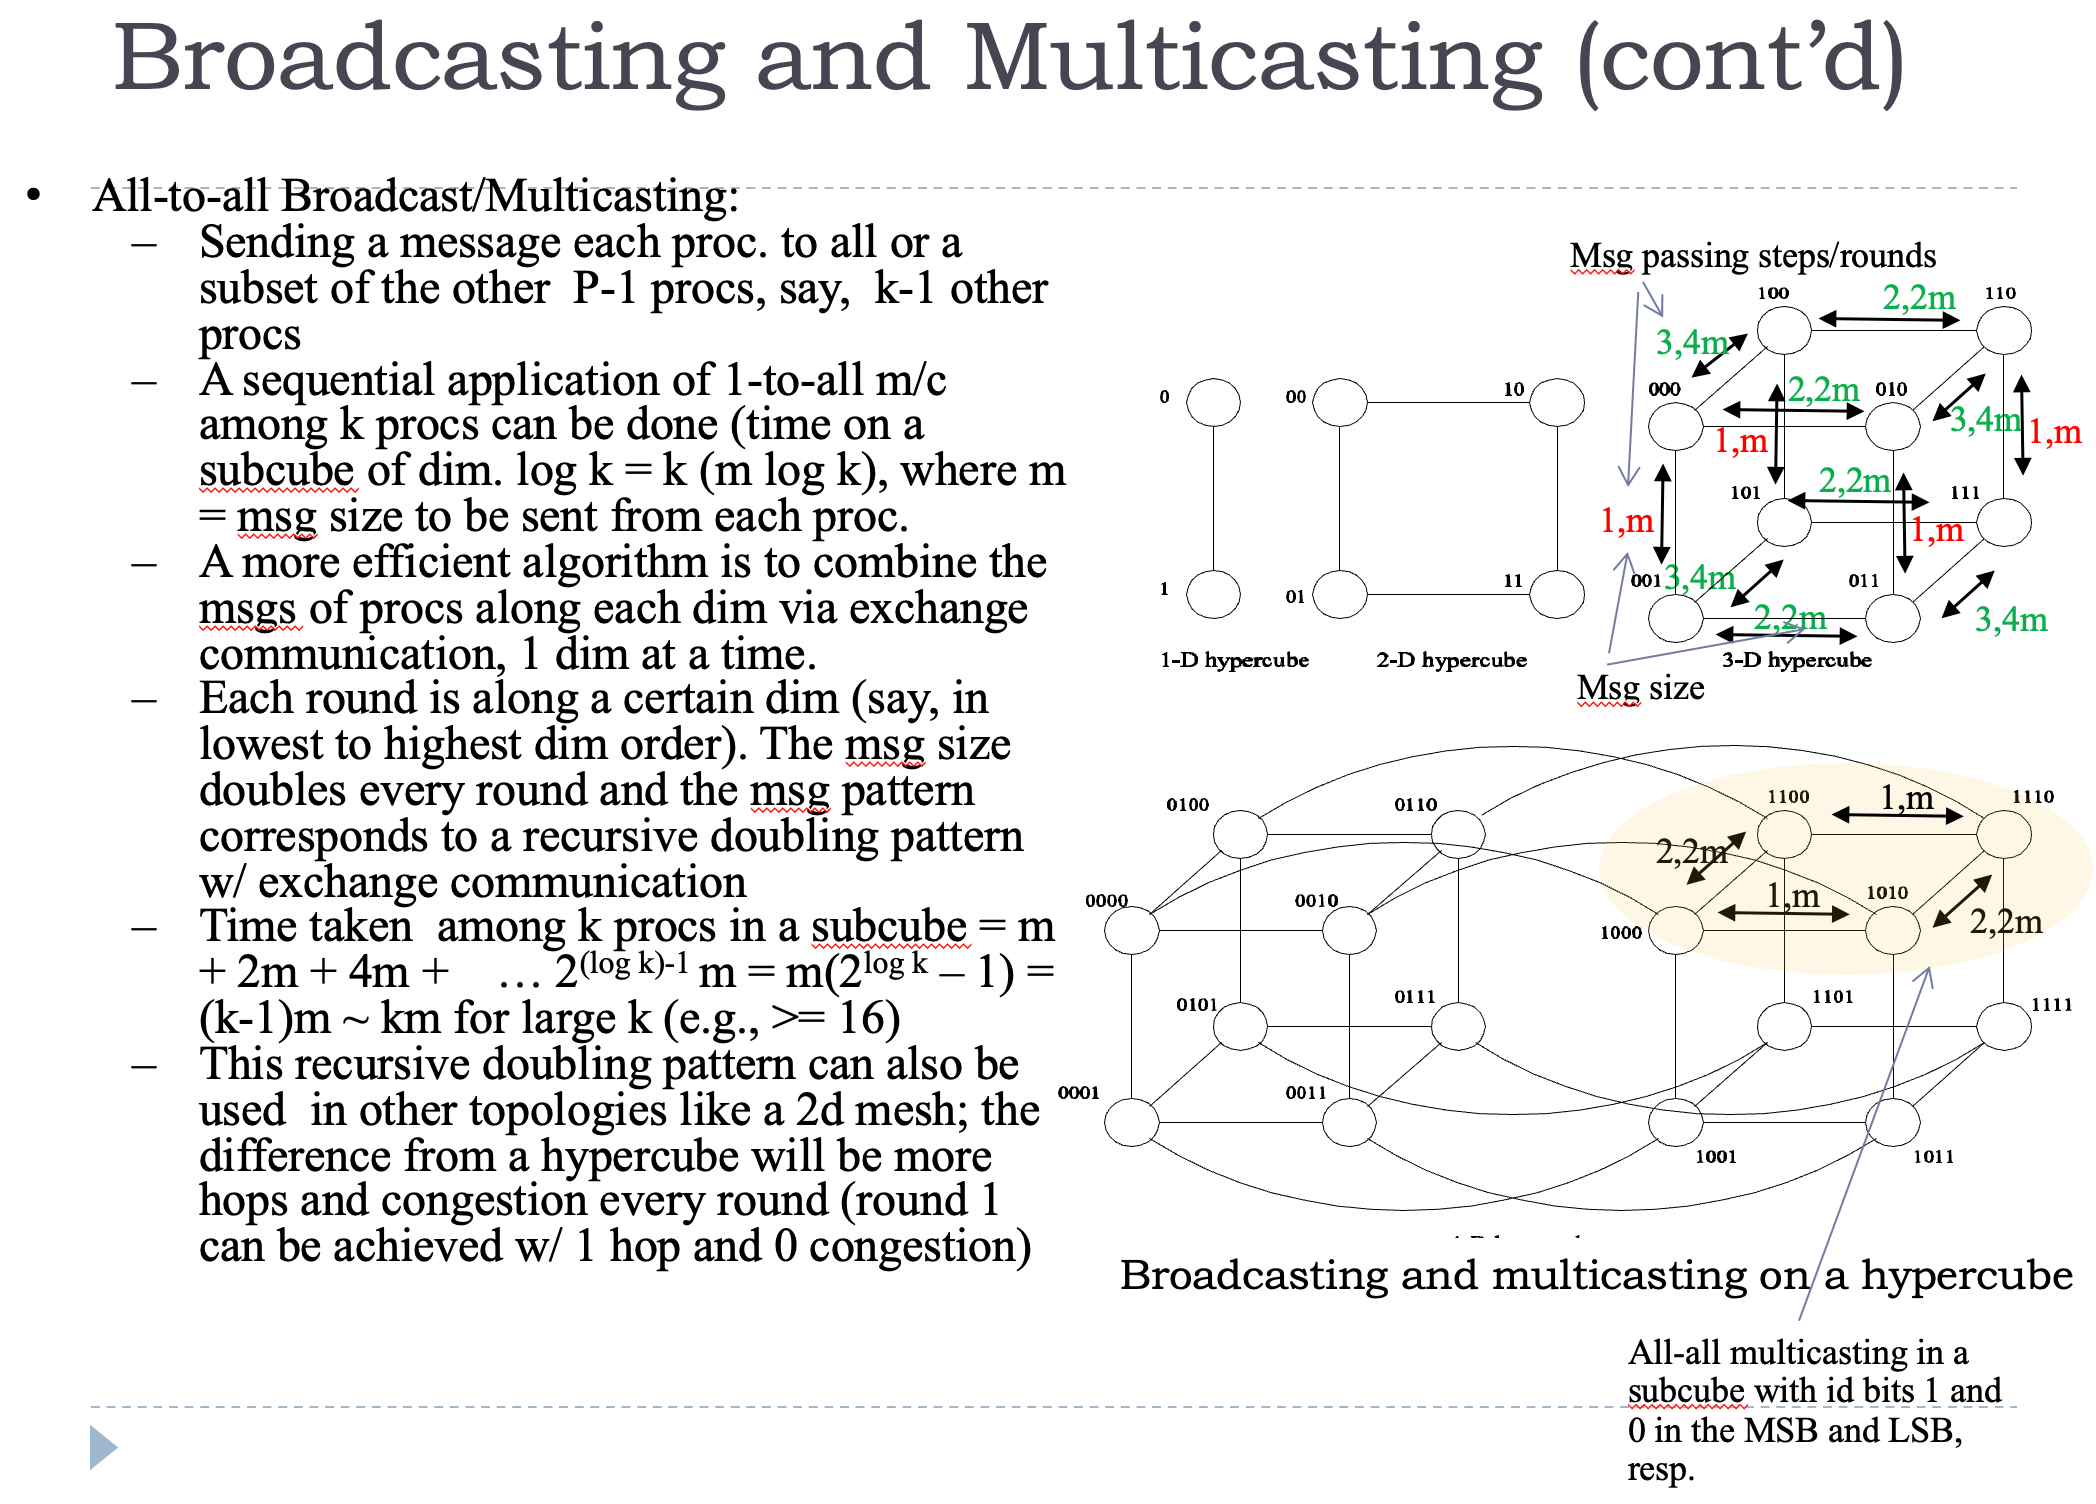 Broadcasting and Multicasting (cont’d)
• All-to-all Broadcast/Multicasting:
– Sending a message each proc. to all or a
subset of the other P-1 procs, say, k-1 other
procs
– A sequential application of 1-to-all m/c
among k procs can be done (time on a
subcube of dim. log k = k (m log k), where m
= msg size to be sent from each proc.
– A more efficient algorithm is to combine the
msgs of procs along each dim via exchange
communication, 1 dim at a time.
– Each round is along a certain dim (say, in
lowest to highest dim order). The msg size
doubles every round and the msg pattern
corresponds to a recursive doubling pattern
w/ exchange communication
– Time taken among k procs in a subcube = m
+ 2m + 4m + … 2^(log k)-1 m = m(2^log k – 1) =
(k-1)m ~ km for large k (e.g., >= 16)
– This recursive doubling pattern can also be
used in other topologies like a 2d mesh; the
difference from a hypercube will be more
hops and congestion every round (round 1
can be achieved w/ 1 hop and 0 congestion)
Msg passing steps/rounds
100
2,2m
110
3,4m
0
00
10
000
2,2m
010
3,4m
1,m
1,m
101
2,2m
111
1,m
1,m
1
01
11
001
3,4m
011
2,2m
3,4m
1-D hypercube
2-D hypercube
3-D hypercube
Msg size
0100
0110
1100
1,m
1110
2,2m
0000
0010
1,m
1010
1000
2,2m
0101
0111
1101
1111
0001
0011
1001
1011
Broadcasting and multicasting on a hypercube
All-all multicasting in a
subcube with id bits 1 and
0 in the MSB and LSB,
resp.